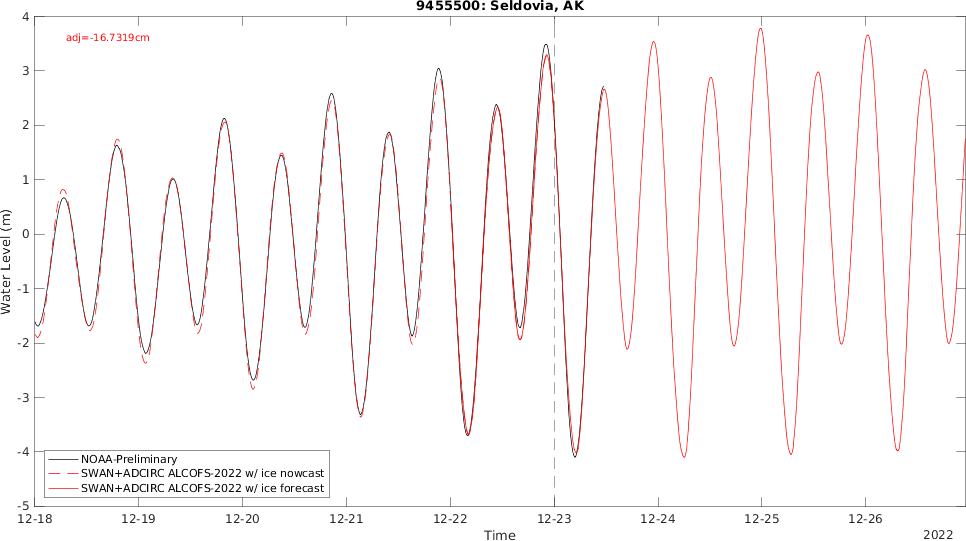 9455500: Seldovia, AK
adj=-16.7319cm
4
3
2
1
0
-1
-2
-3
-4
-5
Water Level (m)
NOAA-Preliminary
SWAN+ADCIRC ALCOFS-2022 w/ ice nowcast
SWAN+ADCIRC ALCOFS-2022 w/ ice forecast
12-18 12-19 12-20 12-21 12-22 12-23 12-24 12-25 12-26
Time
2022